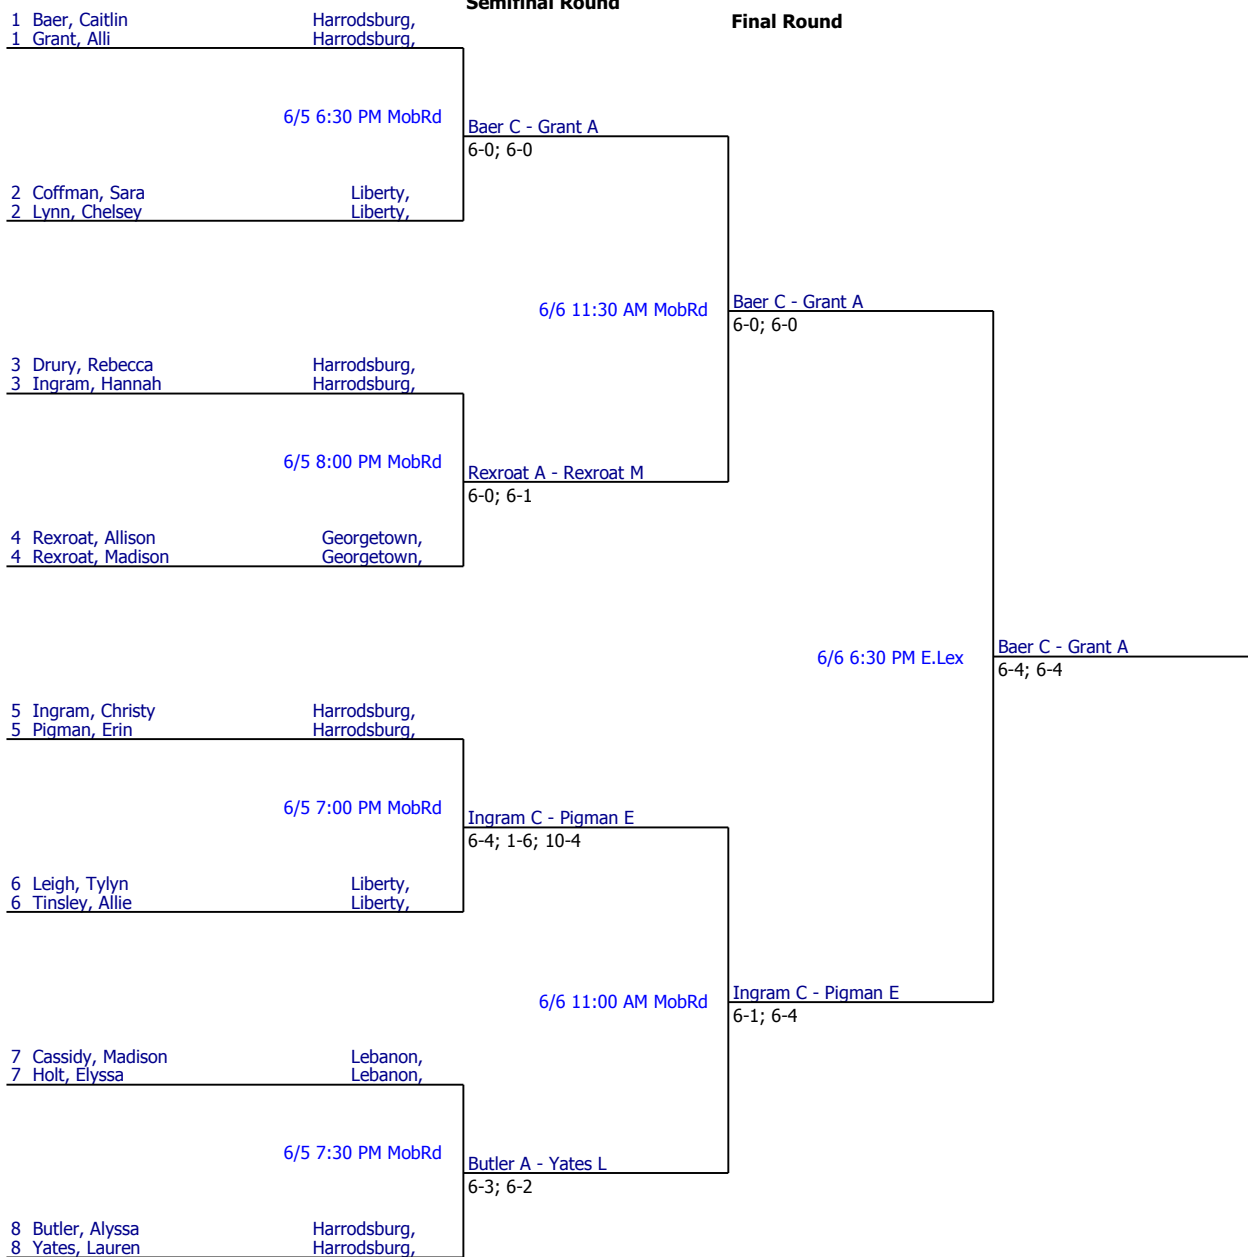 Semifinal Round
Final Round
1 Baer, Caitlin Harrodsburg,
1 Grant, Alli Harrodsburg,
6/5 6:30 PM MobRd
Baer C - Grant A
6-0; 6-0
2 Coffman, Sara Liberty,
2 Lynn, Chelsey Liberty,
6/6 11:30 AM MobRd
Baer C - Grant A
6-0; 6-0
3 Drury, Rebecca Harrodsburg,
3 Ingram, Hannah Harrodsburg,
6/5 8:00 PM MobRd
Rexroat A - Rexroat M
6-0; 6-1
4 Rexroat, Allison Georgetown,
4 Rexroat, Madison Georgetown,
6/6 6:30 PM E.Lex
Baer C - Grant A
6-4; 6-4
5 Ingram, Christy Harrodsburg,
5 Pigman, Erin Harrodsburg,
6/5 7:00 PM MobRd
Ingram C - Pigman E
6-4; 1-6; 10-4
6 Leigh, Tylyn Liberty,
6 Tinsley, Allie Liberty,
6/6 11:00 AM MobRd
Ingram C - Pigman E
6-1; 6-4
7 Cassidy, Madison Lebanon,
7 Holt, Elyssa Lebanon,
6/5 7:30 PM MobRd
Butler A - Yates L
6-3; 6-2
8 Butler, Alyssa Harrodsburg,
8 Yates, Lauren Harrodsburg,